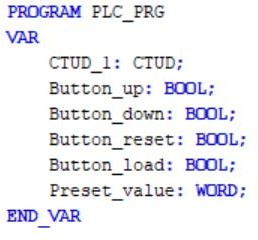 PROGRAM PLC_PRG
VAR
CTUD_1: CTUD;
Button_up: BOOL;
Button_down: BOOL;
Button_reset: BOOL;
Button_load: BOOL;
Preset_value: WORD;
END_VAR